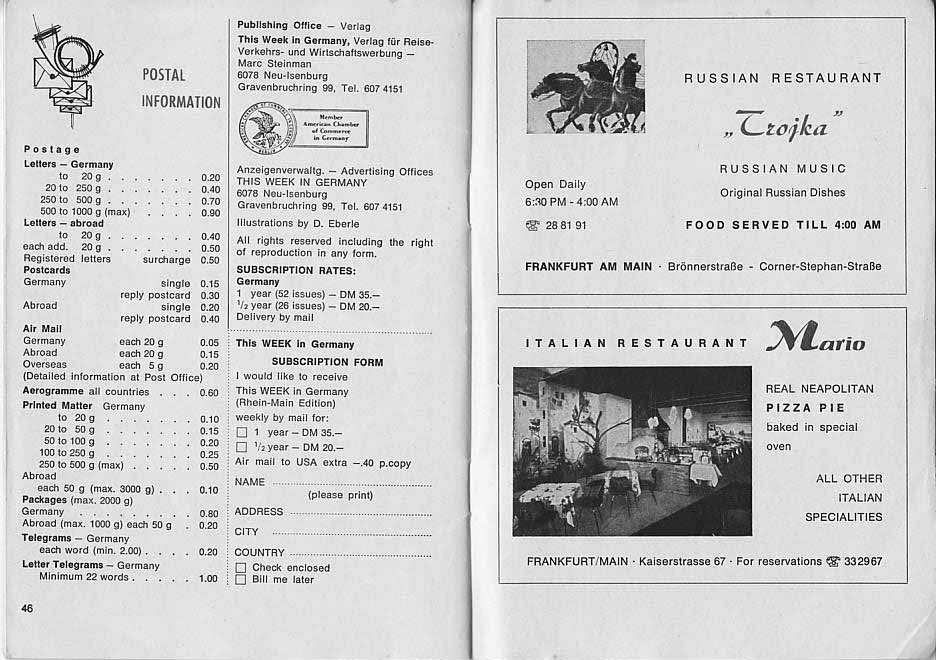 POSTAL
INFORMATION
Postage
Letters — Germany
to 20 g . . . . . . . 0.20
20 to 250 g . . . . . . . 0.40
250 to 500 g . . . . . . . 0.70
500 to 1000 g (max) . . . . 0.90
Letters — abroad
to 20 g . . . . . . . 0.40
each add. 20 g . . . . . . . 0.50
Registered letters surcharge 0.50
Postcards
Germany single 0.15
reply postcard 0.30
Abroad single 0.20
reply postcard 0.40
Air Mail
Germany each 20 g 0.05
Abroad each 20 g 0.15
Overseas each 5 g 0.20
(Detailed information at Post Office)
Aerogramme all countries . . . 0.60
Printed Matter Germany
to 20 g . . . . . . . 0.10
20 to 50 g . . . . . . . 0.15
50 to 100 g . . . . . . . 0.20
100 to 250 g . . . . . . . 0.25
250 to 500 g (max) . . . . . 0.50
Abroad
each 50 g (max. 3000 g) . . . 0.10
Packages (max. 2000 g)
Germany . . . . . . . . . 0.80
Abroad (max. 1000 g) each 50 g . 0.20
Telegrams — Germany
each word (min. 2.00) . . . . 0.20
Letter Telegrams — Germany
Minimum 22 words . . . . . 1.00
46
Publishing Office — Verlag
This Week in Germany, Verlag für Reise-
Verkehrs- und Wirtschaftswerbung —
Marc Steinman
6078 Neu-Isenburg
Gravenbruchring 99, Tel. 607 4151
Member
American Chamber
of Commerce
in Germany
Anzeigenverwaltg. — Advertising Offices
THIS WEEK IN GERMANY
6078 Neu-Isenburg
Gravenbruchring 99, Tel. 607 4151
Illustrations by D. Eberle
All rights reserved including the right
of reproduction in any form.
SUBSCRIPTION RATES:
Germany
1 year (52 issues) — DM 35.—
1/2 year (26 issues) — DM 20.—
Delivery by mail
This WEEK in Germany
SUBSCRIPTION FORM
I would like to receive
This WEEK in Germany
(Rhein-Main Edition)
weekly by mail for:
1 year — DM 35.—
1/2 year — DM 20.—
Air mail to USA extra —.40 p.copy
NAME
(please print)
ADDRESS
CITY
COUNTRY
Check enclosed
Bill me later
RUSSIAN RESTAURANT
„Trojka”
RUSSIAN MUSIC
Original Russian Dishes
Open Daily
6:30 PM - 4:00 AM
☏ 28 81 91
FOOD SERVED TILL 4:00 AM
FRANKFURT AM MAIN · Brönnerstraße - Corner-Stephan-Straße
ITALIAN RESTAURANT Mario
REAL NEAPOLITAN
PIZZA PIE
baked in special
oven
ALL OTHER
ITALIAN
SPECIALITIES
FRANKFURT/MAIN · Kaiserstrasse 67 · For reservations ☏ 33 29 67